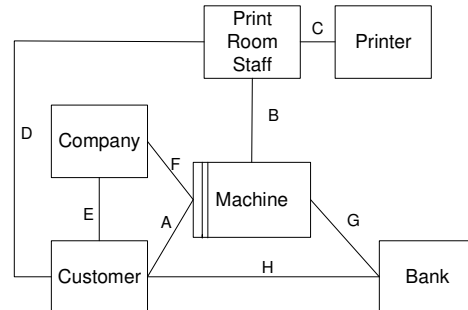 Print
Room
Staff
C
Printer
D
B
Company
F
Machine
E
A
G
Customer
H
Bank